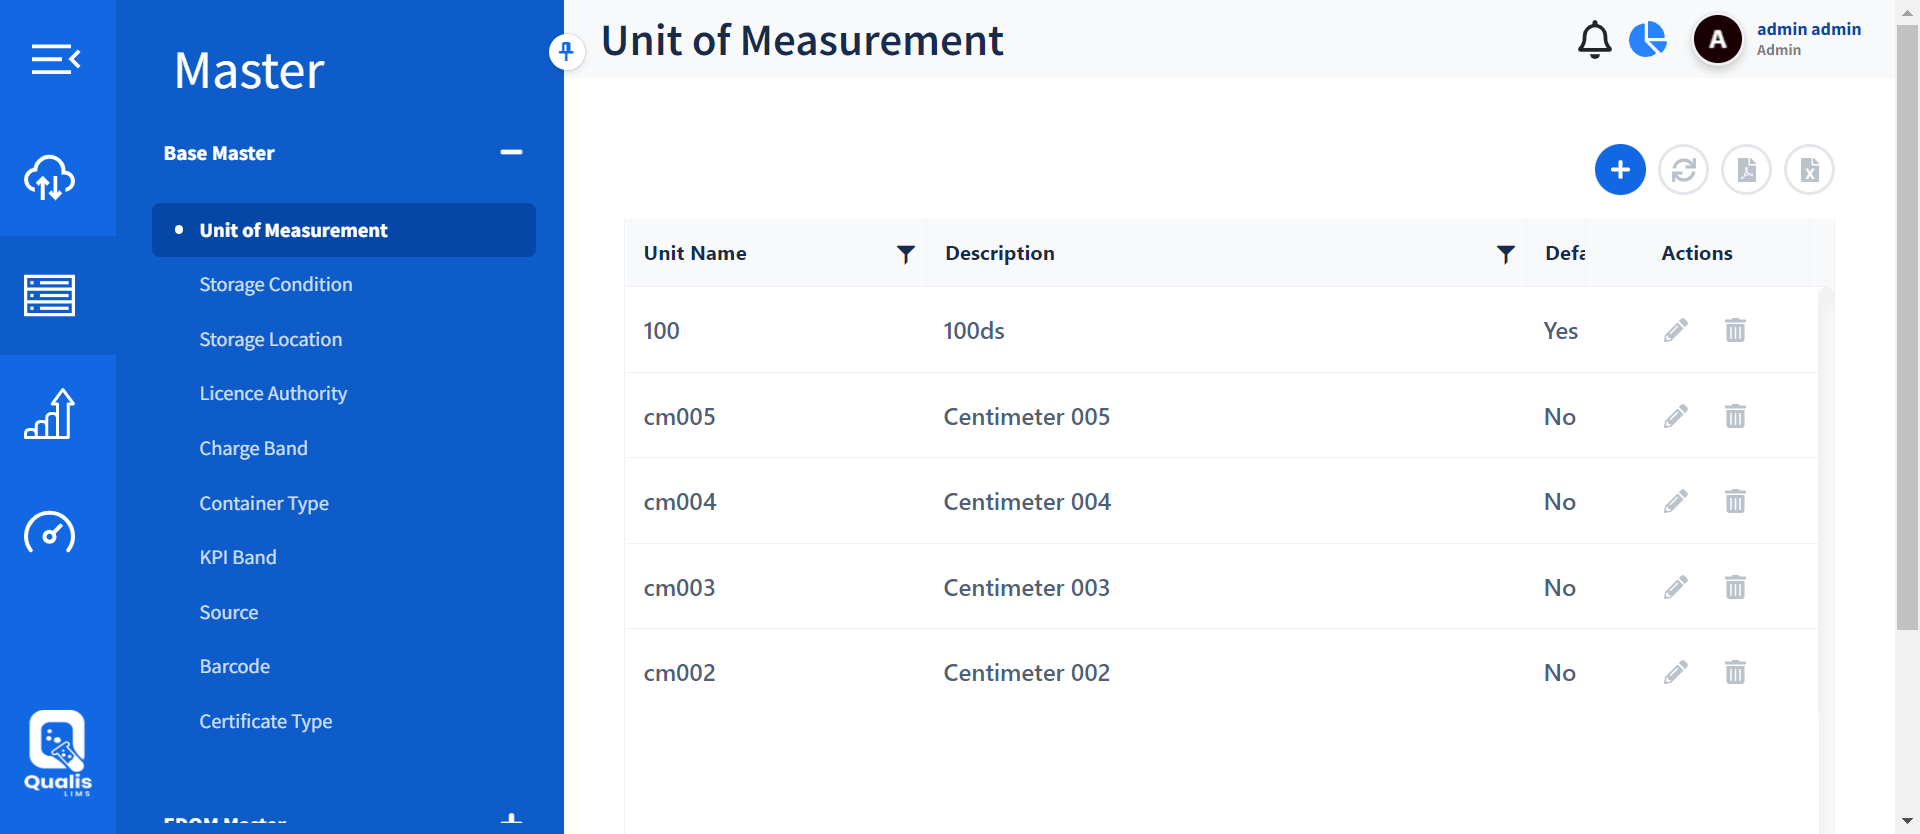 Master
Base Master
Unit of Measurement
Storage Condition
Storage Location
Licence Authority
Charge Band
Container Type
KPI Band
Source
Barcode
Certificate Type
Qualis
LIMS
Unit of Measurement
A
admin admin
Admin
Unit Name Description Defa Actions
100 100ds Yes
cm005 Centimeter 005 No
cm004 Centimeter 004 No
cm003 Centimeter 003 No
cm002 Centimeter 002 No